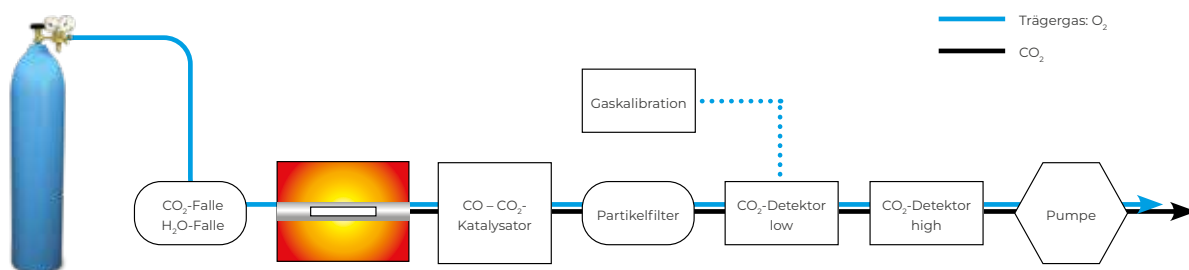 Trägergas: O₂
CO₂
Gaskalibration
CO₂-Falle
H₂O-Falle
CO – CO₂-
Katalysator
Partikelfilter
CO₂-Detektor
low
CO₂-Detektor
high
Pumpe